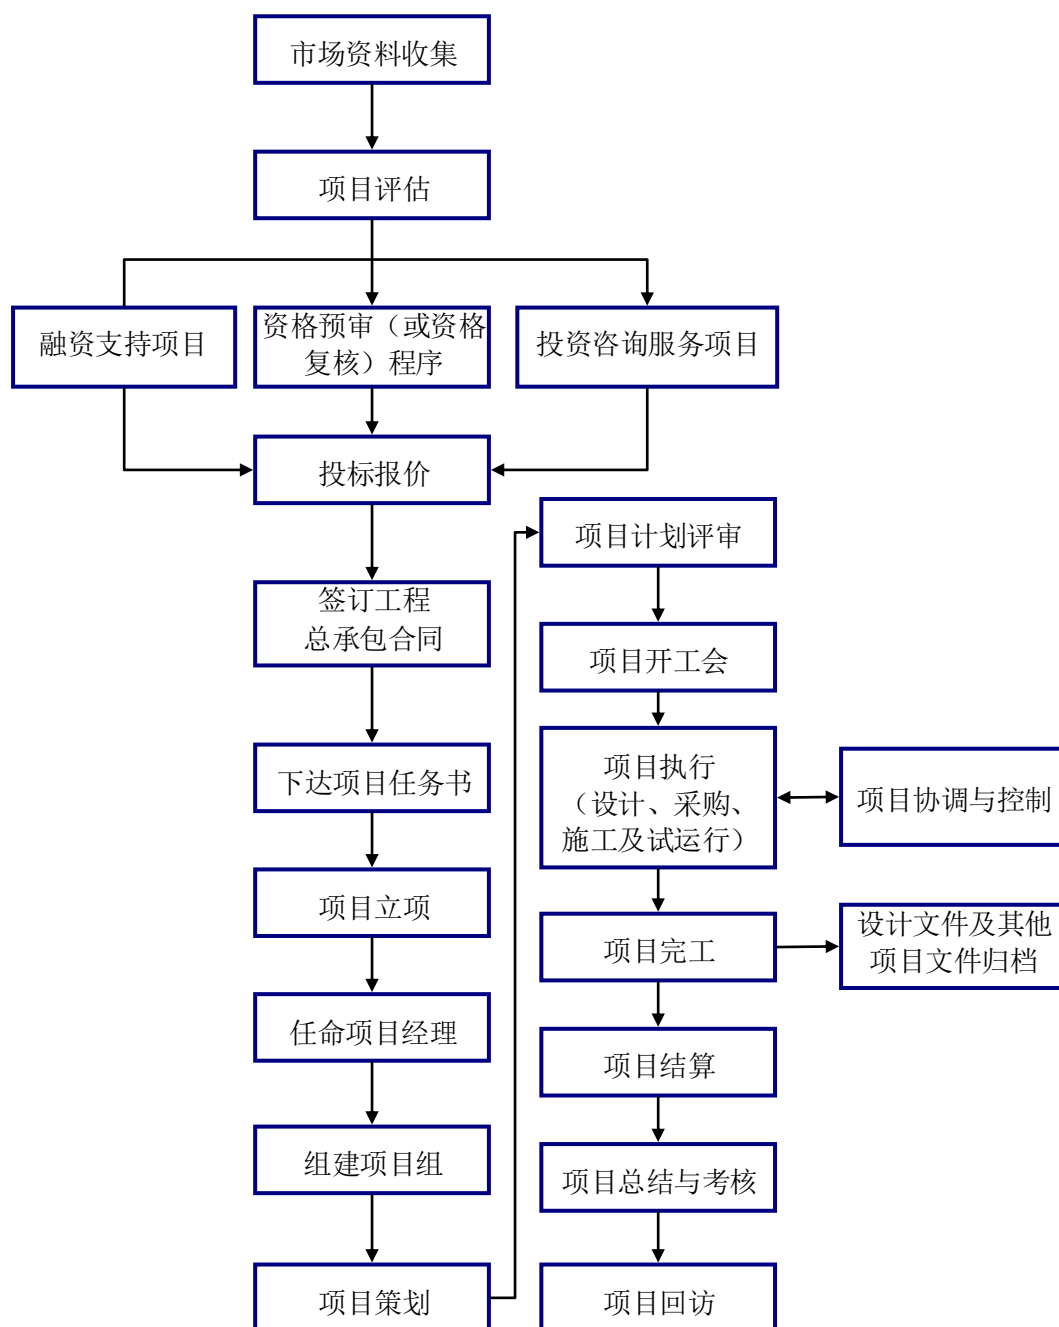 市场资料收集
项目评估
融资支持项目
资格预审（或资格
复核）程序
投资咨询服务项目
投标报价
签订工程
总承包合同
下达项目任务书
项目立项
任命项目经理
组建项目组
项目策划
项目计划评审
项目开工会
项目执行
（设计、采购、
施工及试运行）
项目协调与控制
项目完工
设计文件及其他
项目文件归档
项目结算
项目总结与考核
项目回访